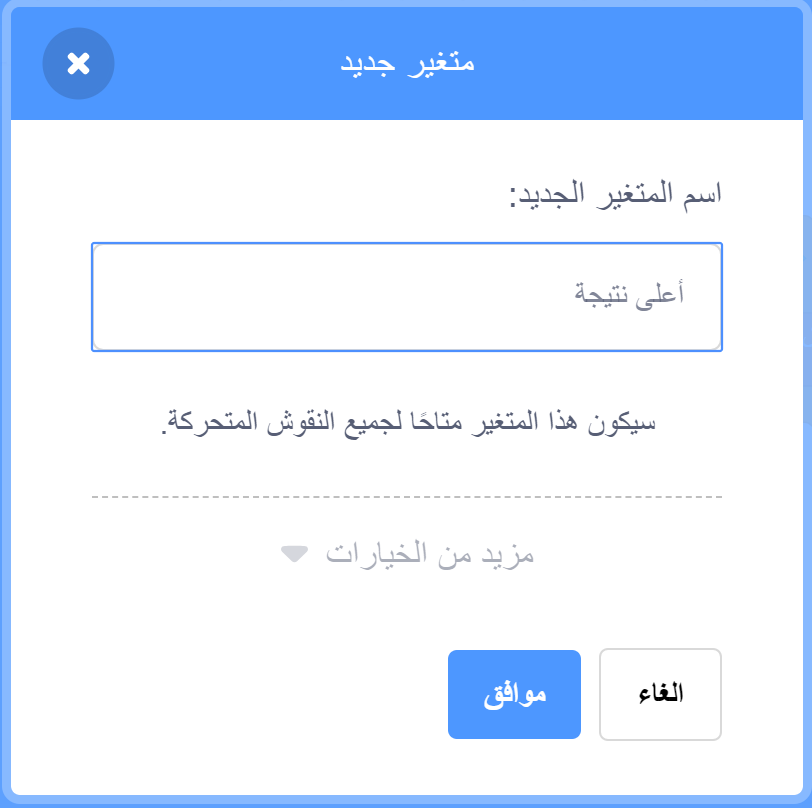 متغير جديد
اسم المتغير الجديد:
أعلى نتيجة
سيكون هذا المتغير متاحًا لجميع النقوش المتحركة.
مزيد من الخيارات
الغاء
موافق